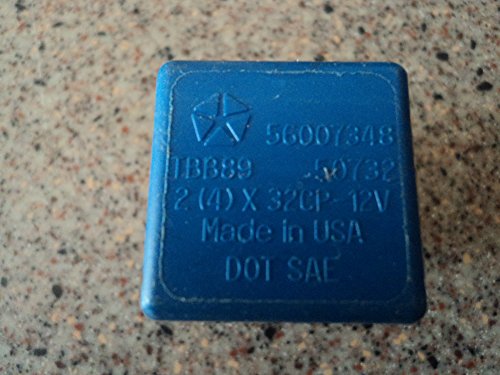 56007348
TBB89 -50732
2 (4) X 32CP-12V
Made in USA
DOT SAE